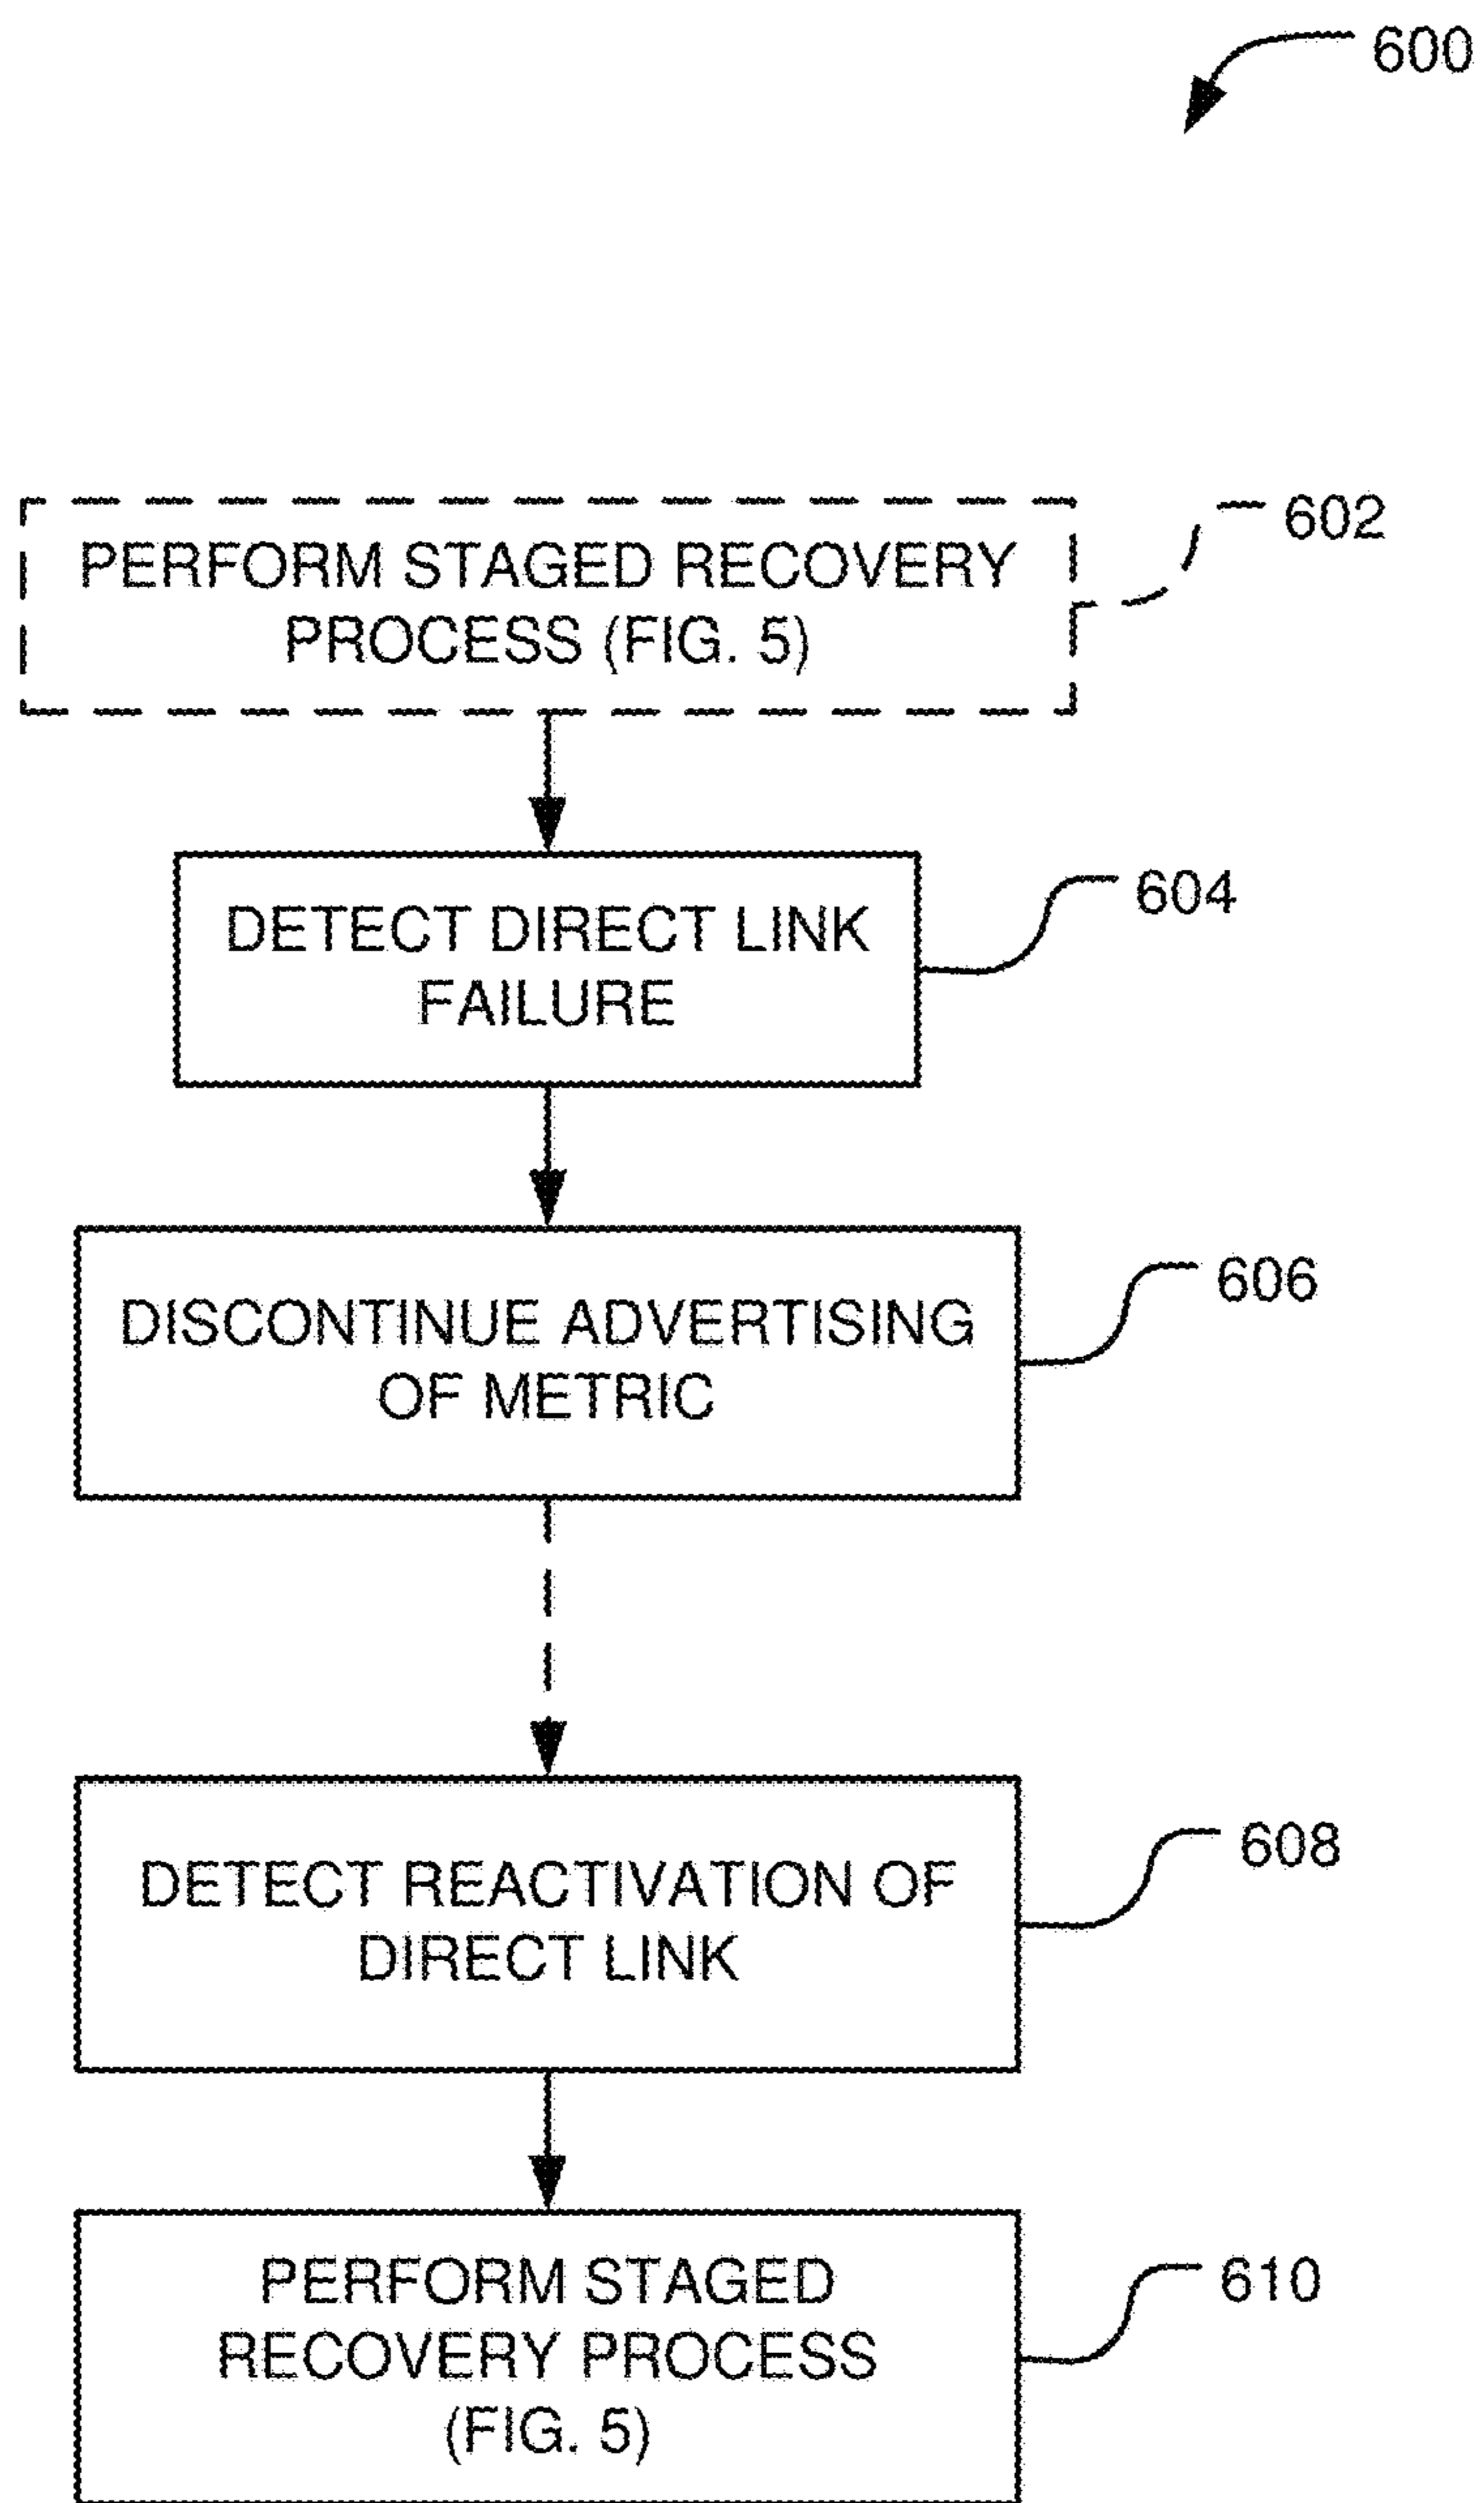 600
PERFORM STAGED RECOVERY
PROCESS (FIG. 5)
602
DETECT DIRECT LINK
FAILURE
604
DISCONTINUE ADVERTISING
OF METRIC
606
DETECT REACTIVATION OF
DIRECT LINK
608
PERFORM STAGED
RECOVERY PROCESS
(FIG. 5)
610